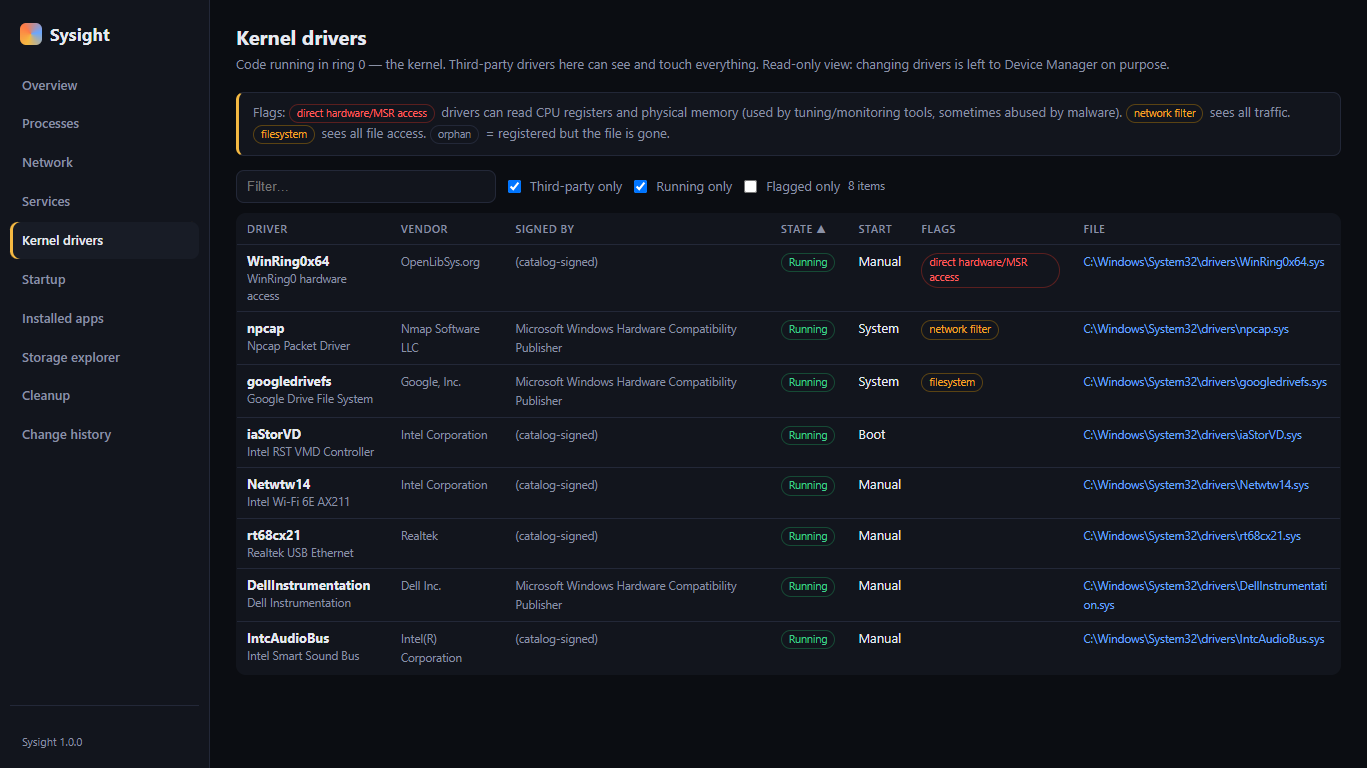 Sysight
Overview
Processes
Network
Services
Kernel drivers
Startup
Installed apps
Storage explorer
Cleanup
Change history
Sysight 1.0.0
Kernel drivers
Code running in ring 0 — the kernel. Third-party drivers here can see and touch everything. Read-only view: changing drivers is left to Device Manager on purpose.
Flags: direct hardware/MSR access drivers can read CPU registers and physical memory (used by tuning/monitoring tools, sometimes abused by malware). network filter sees all traffic.
filesystem sees all file access. orphan = registered but the file is gone.
Filter... Third-party only Running only Flagged only 8 items
DRIVER VENDOR SIGNED BY STATE ▲ START FLAGS FILE
WinRing0x64 OpenLibSys.org (catalog-signed) Running Manual direct hardware/MSR C:\Windows\System32\drivers\WinRing0x64.sys
WinRing0 hardware access
access
npcap Nmap Software Microsoft Windows Hardware Compatibility Running System network filter C:\Windows\System32\drivers\npcap.sys
Npcap Packet Driver LLC Publisher
googledrivefs Google, Inc. Microsoft Windows Hardware Compatibility Running System filesystem C:\Windows\System32\drivers\googledrivefs.sys
Google Drive File System Publisher
iaStorVD Intel Corporation (catalog-signed) Running Boot C:\Windows\System32\drivers\iaStorVD.sys
Intel RST VMD Controller
Netwtw14 Intel Corporation (catalog-signed) Running Manual C:\Windows\System32\drivers\Netwtw14.sys
Intel Wi-Fi 6E AX211
rt68cx21 Realtek (catalog-signed) Running Manual C:\Windows\System32\drivers\rt68cx21.sys
Realtek USB Ethernet
DellInstrumentation Dell Inc. Microsoft Windows Hardware Compatibility Running Manual C:\Windows\System32\drivers\DellInstrumentati
Dell Instrumentation Publisher on.sys
IntcAudioBus Intel(R) (catalog-signed) Running Manual C:\Windows\System32\drivers\IntcAudioBus.sys
Intel Smart Sound Bus Corporation